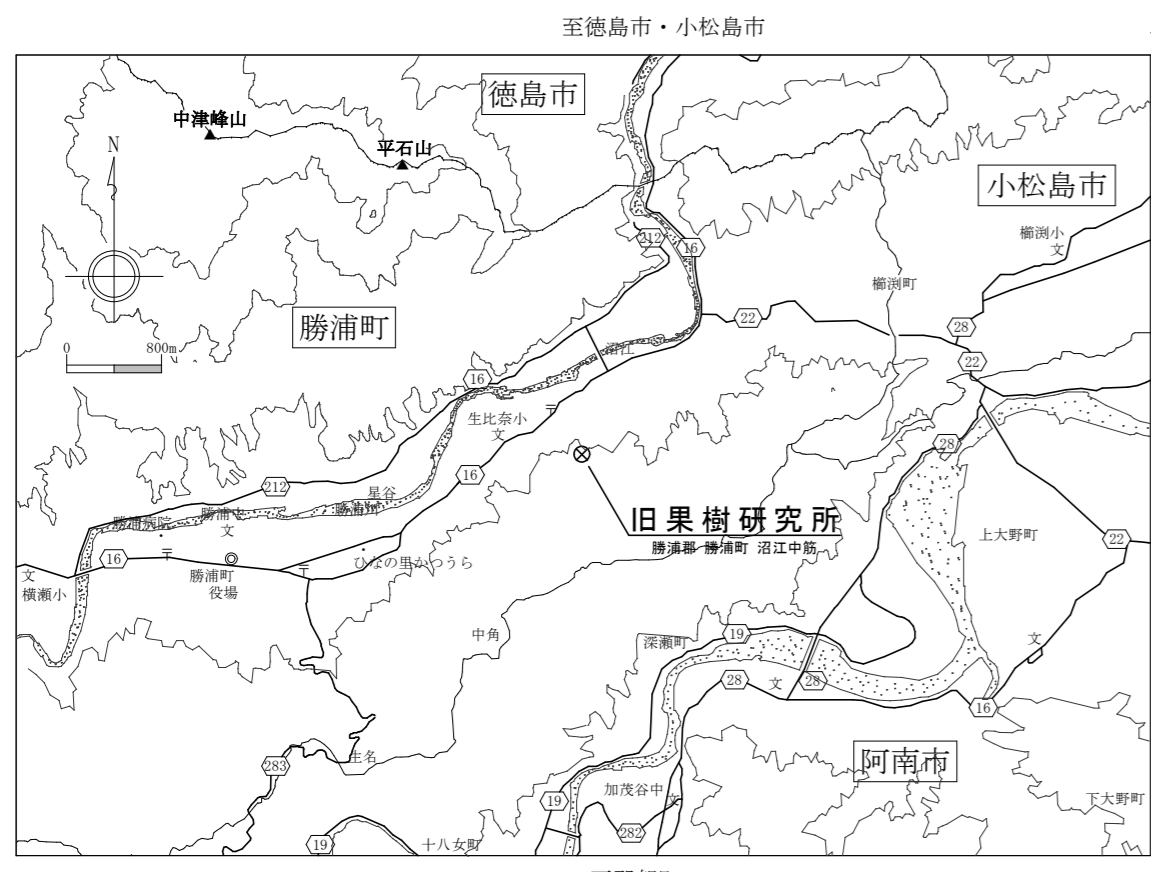 至徳島市・小松島市
徳島市
中津峰山
平石山
N
小松島市
櫛渕小
文
212
16
櫛渕町
勝浦町
22
28
0 800m
沼江
22
16
生比奈小
文
〒
28
16
212
星谷
勝浦川
勝浦病院
勝浦中
文
旧果樹研究所
勝浦郡 勝浦町 沼江中筋
上大野町
22
16
〒
ひなの里かつうら
〒
文
横瀬小
勝浦町
役場
中角
深瀬町
19
文
28
文
28
16
生名
283
阿南市
加茂谷中
文
19
下大野町
282
19
十八女町